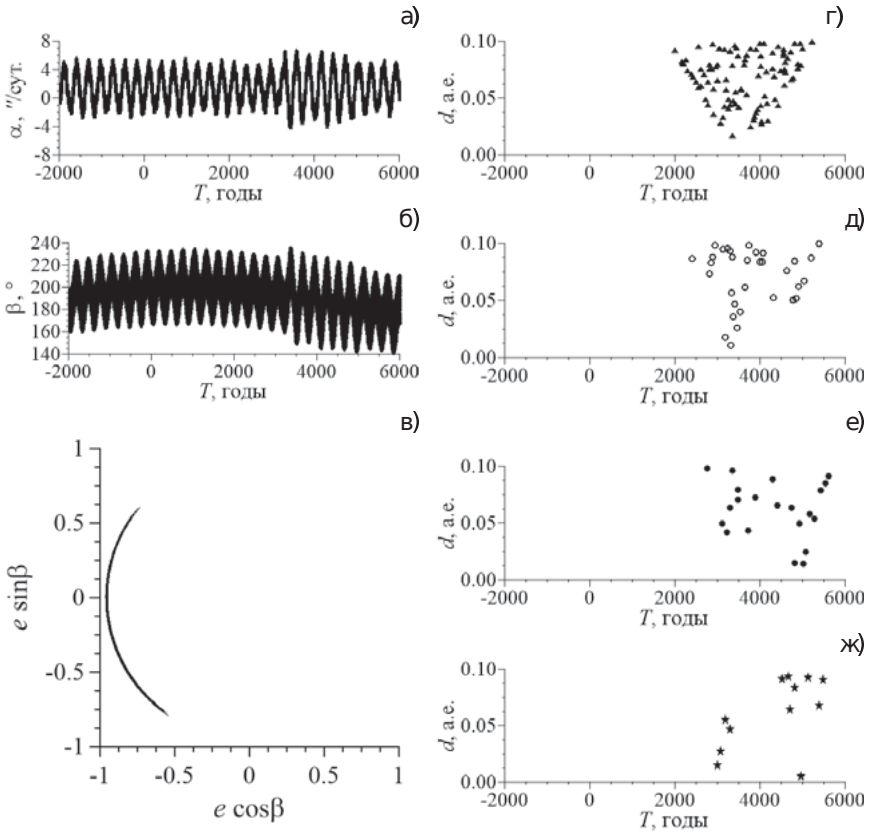 а)
8
4
0
-4
-8
α, ″/сут.
-2000 0 2000 4000 6000
T, годы
б)
240
220
200
180
160
140
β, °
-2000 0 2000 4000 6000
T, годы
в)
1
0.5
0
-0.5
-1
e sinβ
-1 -0.5 0 0.5 1
e cosβ
г)
0.10
0.05
0.00
d, а.е.
-2000 0 2000 4000 6000
T, годы
д)
0.10
0.05
0.00
d, а.е.
-2000 0 2000 4000 6000
T, годы
е)
0.10
0.05
0.00
d, а.е.
-2000 0 2000 4000 6000
T, годы
ж)
0.10
0.05
0.00
d, а.е.
-2000 0 2000 4000 6000
T, годы